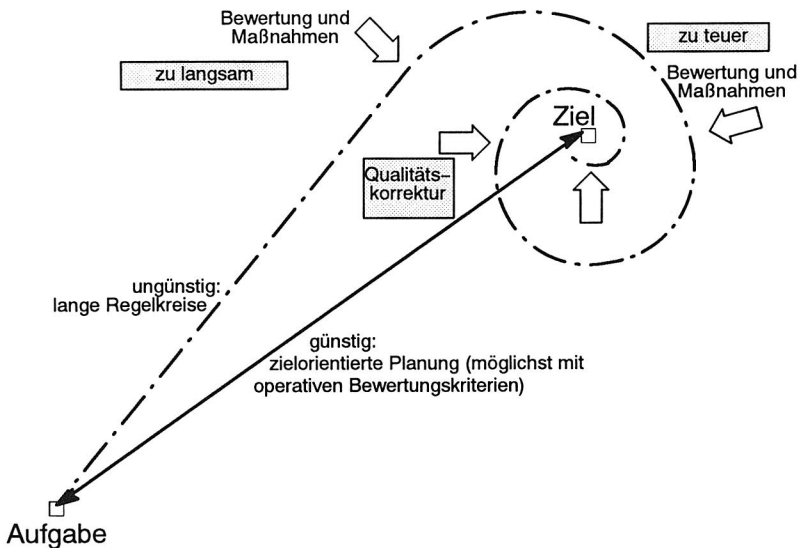 Bewertung und
Maßnahmen
zu teuer
zu langsam
Bewertung und
Maßnahmen
Ziel
Qualitäts–
korrektur
ungünstig:
lange Regelkreise
günstig:
zielorientierte Planung (möglichst mit
operativen Bewertungskriterien)
Aufgabe